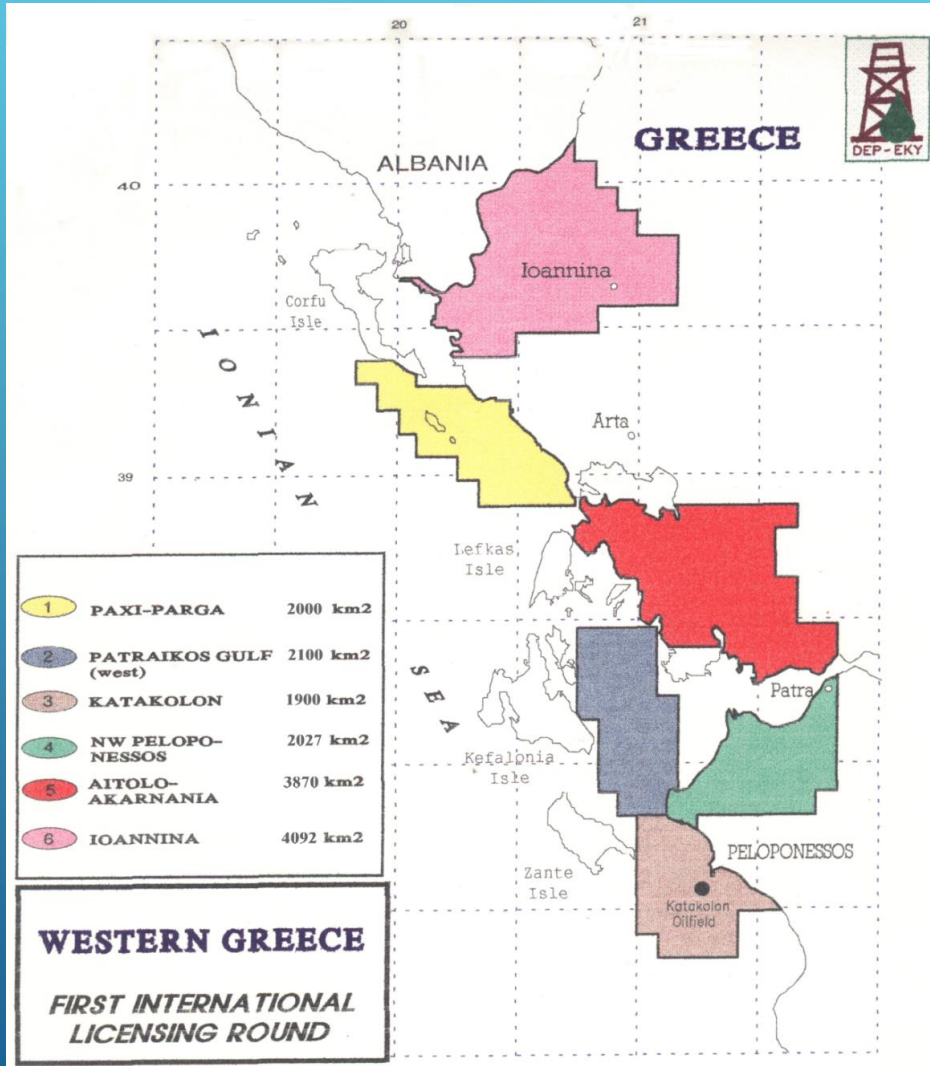 20
21
GREECE
DEP-EKY
ALBANIA
40
Ioannina
Corfu
Isle
IONIAN
Arta
39
Lefkas
Isle
1 PAXI-PARGA 2000 km2
2 PATRAIKOS GULF 2100 km2
(west)
3 KATAKOLON 1900 km2
4 NW PELOPO- 2027 km2
NESSOS
5 AITOLO- 3870 km2
AKARNANIA
6 IOANNINA 4092 km2
SEA
Patra
Kefalonia
Isle
PELOPONESSOS
Zante
Isle
Katakolon
Oilfield
WESTERN GREECE
FIRST INTERNATIONAL
LICENSING ROUND